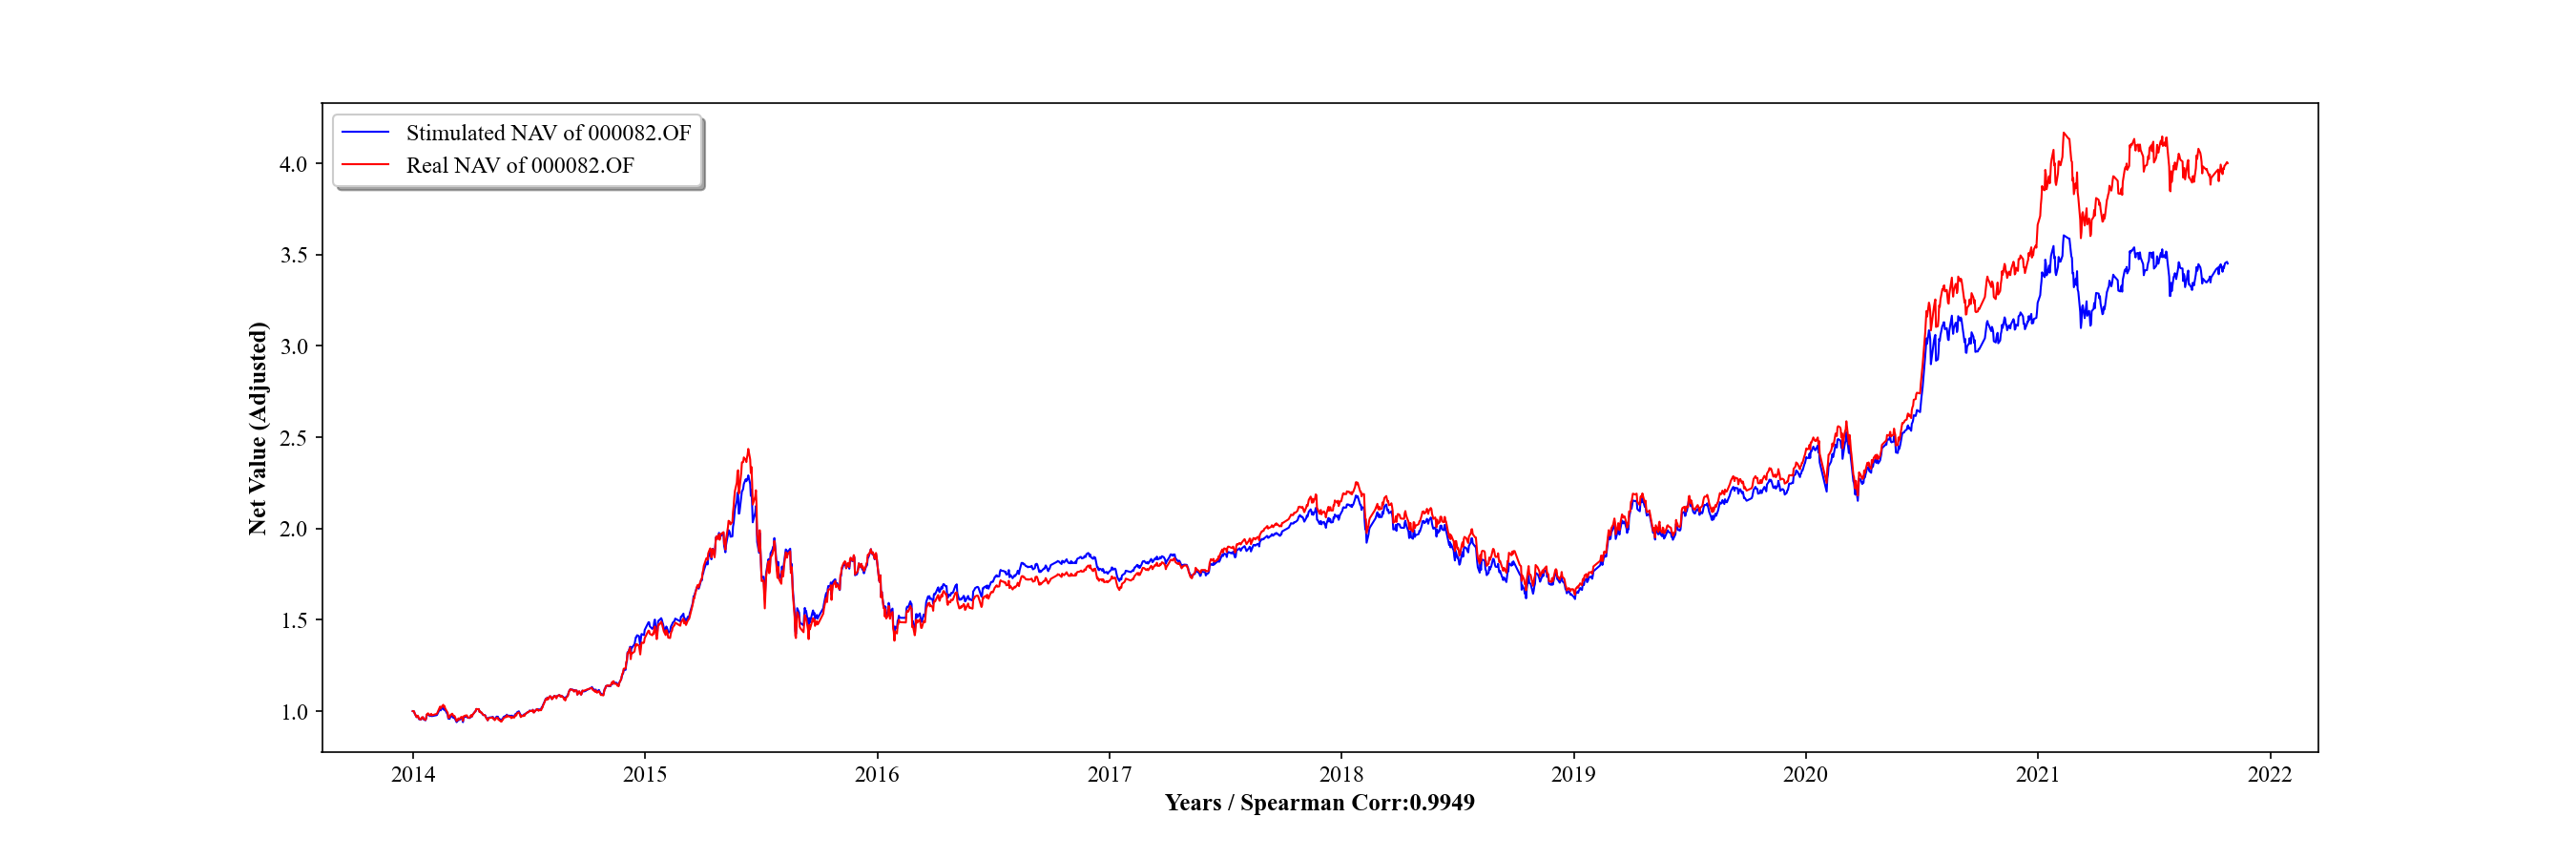 Stimulated NAV of 000082.OF
Real NAV of 000082.OF
Net Value (Adjusted)
4.0
3.5
3.0
2.5
2.0
1.5
1.0
2014 2015 2016 2017 2018 2019 2020 2021 2022
Years / Spearman Corr:0.9949